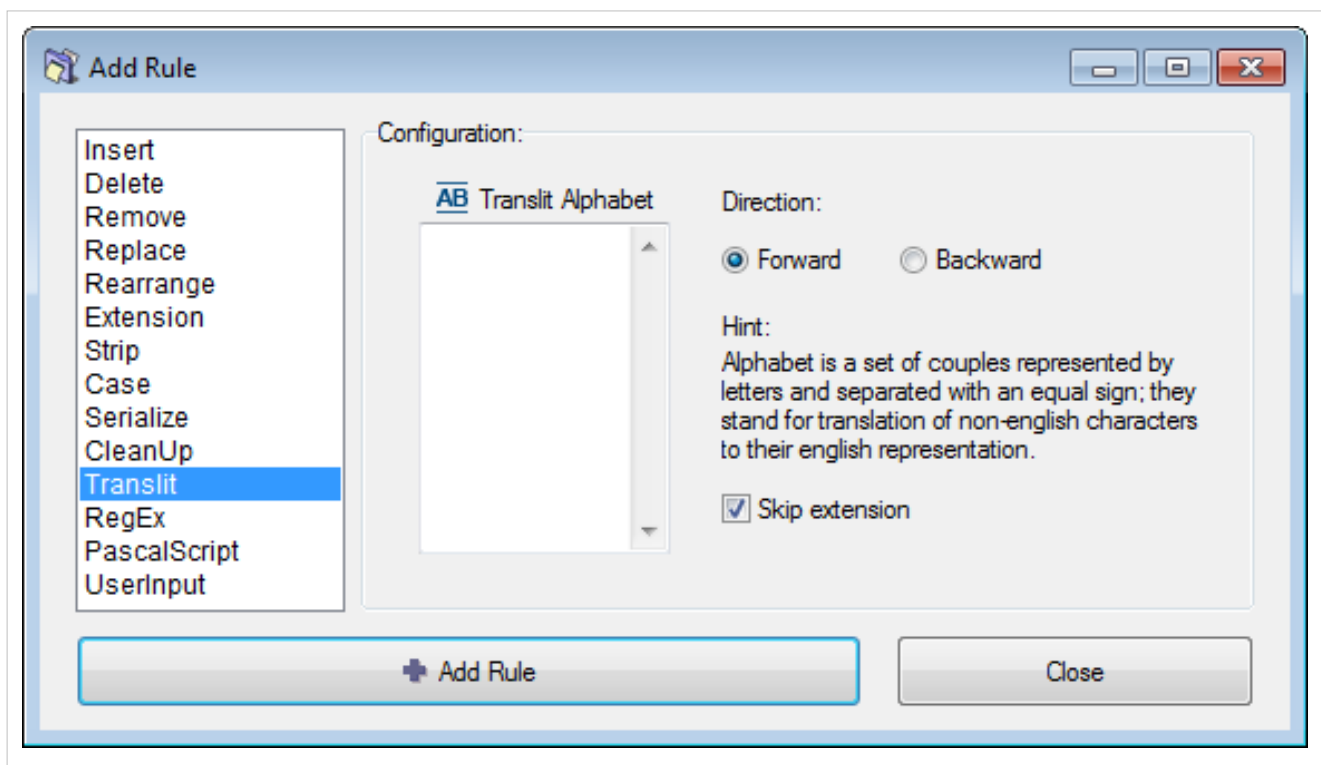 Add Rule
Insert
Delete
Remove
Replace
Rearrange
Extension
Strip
Case
Serialize
CleanUp
Translit
RegEx
PascalScript
UserInput
Configuration:
AB Translit Alphabet
Direction:
Forward
Backward
Hint:
Alphabet is a set of couples represented by
letters and separated with an equal sign; they
stand for translation of non-english characters
to their english representation.
Skip extension
Add Rule
Close